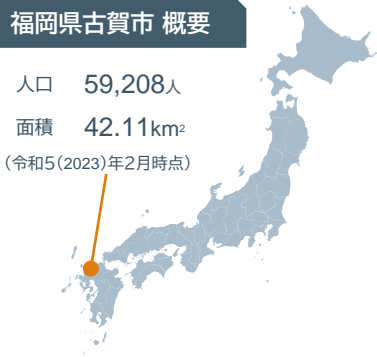 福岡県古賀市 概要
人口 59,208人
面積 42.11km²
（令和5（2023）年2月時点）